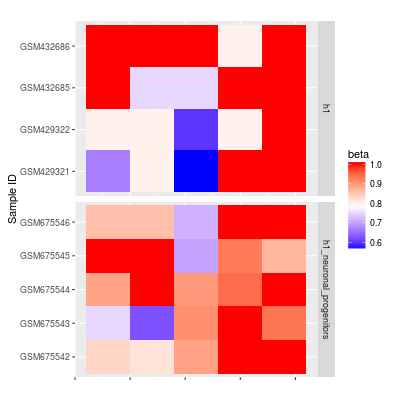 GSM432686
GSM432685
GSM429322
GSM429321
h1
GSM675546
GSM675545
GSM675544
GSM675543
GSM675542
h1_neuronal_progenitors
Sample ID
beta
1.0
0.9
0.8
0.7
0.6